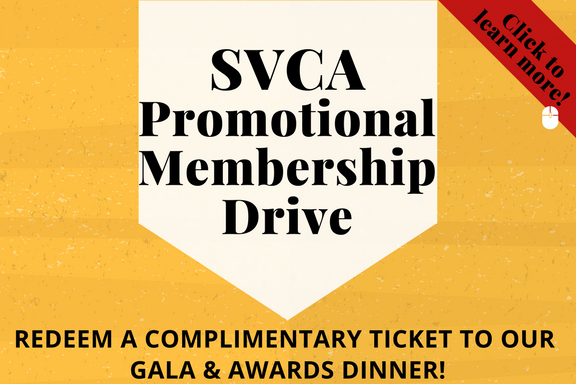 SVCA
Promotional
Membership
Drive
Click to
learn more!
REDEEM A COMPLIMENTARY TICKET TO OUR
GALA & AWARDS DINNER!